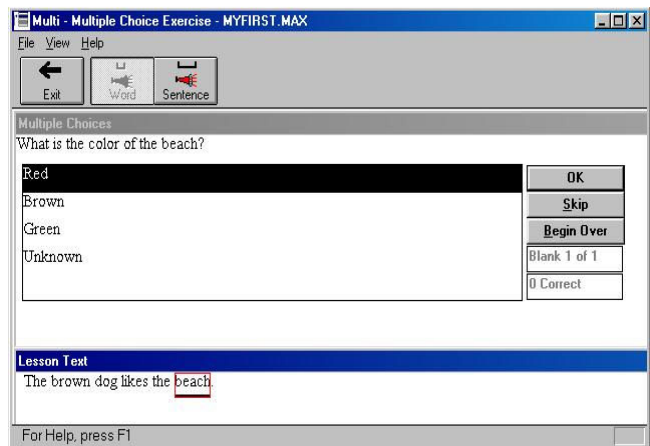 Multi - Multiple Choice Exercise - MYFIRST.MAX
File View Help
Exit Word Sentence
Multiple Choices
What is the color of the beach?
Red
OK
Brown
Skip
Green
Begin Over
Unknown
Blank 1 of 1
0 Correct
Lesson Text
The brown dog likes the beach.
For Help, press F1